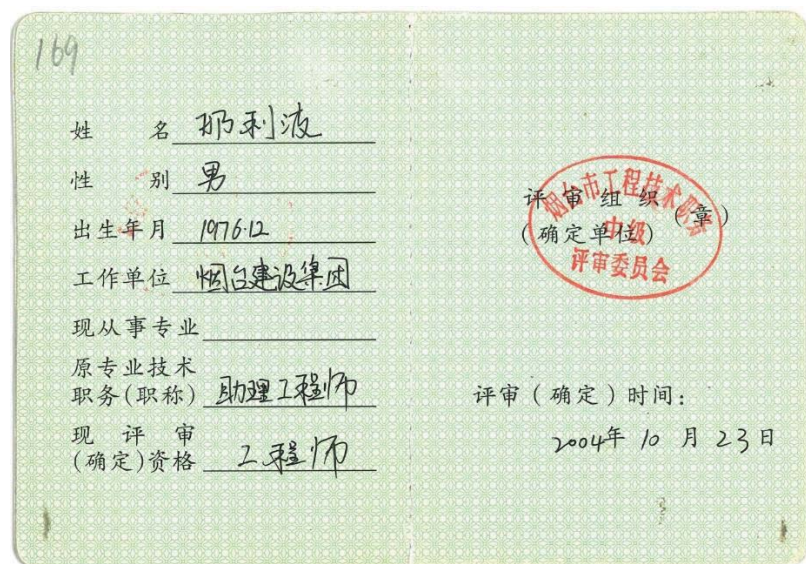 169
姓 名 邢利波
性 别 男
出生年月 1976.12
工作单位 烟台建设集团
现从事专业
原专业技术
职务(职称) 助理工程师
现 评 审
(确定)资格 工程师
评审组织
(确定单位) (章)
烟台市工程技术职务
中级
评审委员会
评审(确定)时间:
2004年 10 月 23日